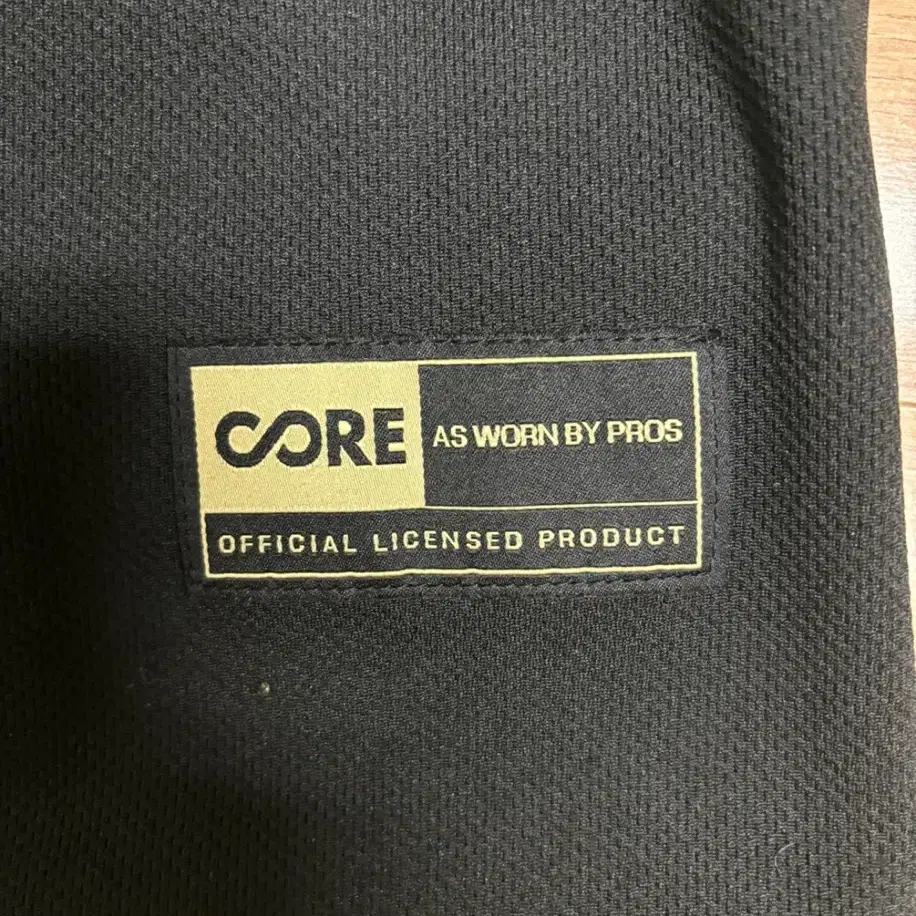 CORE AS WORN BY PROS
OFFICIAL LICENSED PRODUCT